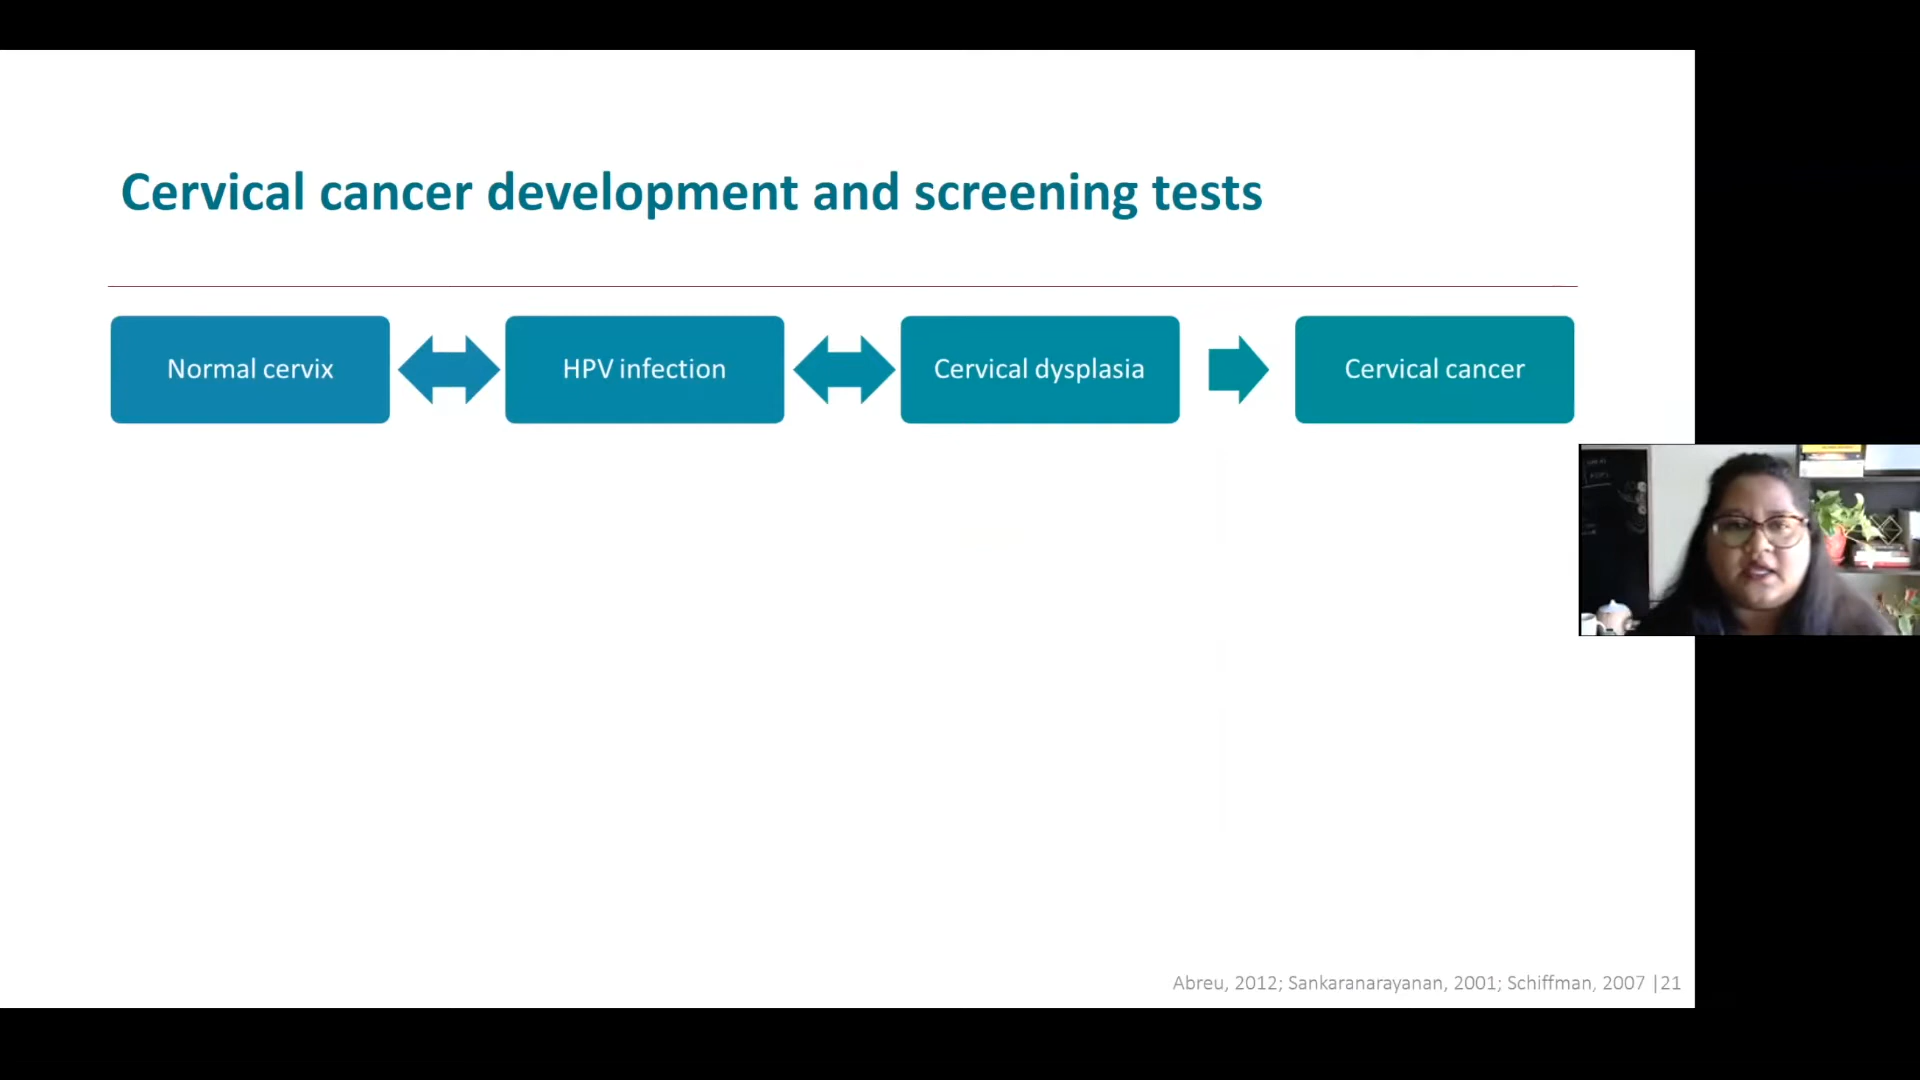 Cervical cancer development and screening tests
Normal cervix
HPV infection
Cervical dysplasia
Cervical cancer
Abreu, 2012; Sankaranarayanan, 2001; Schiffman, 2007 |21